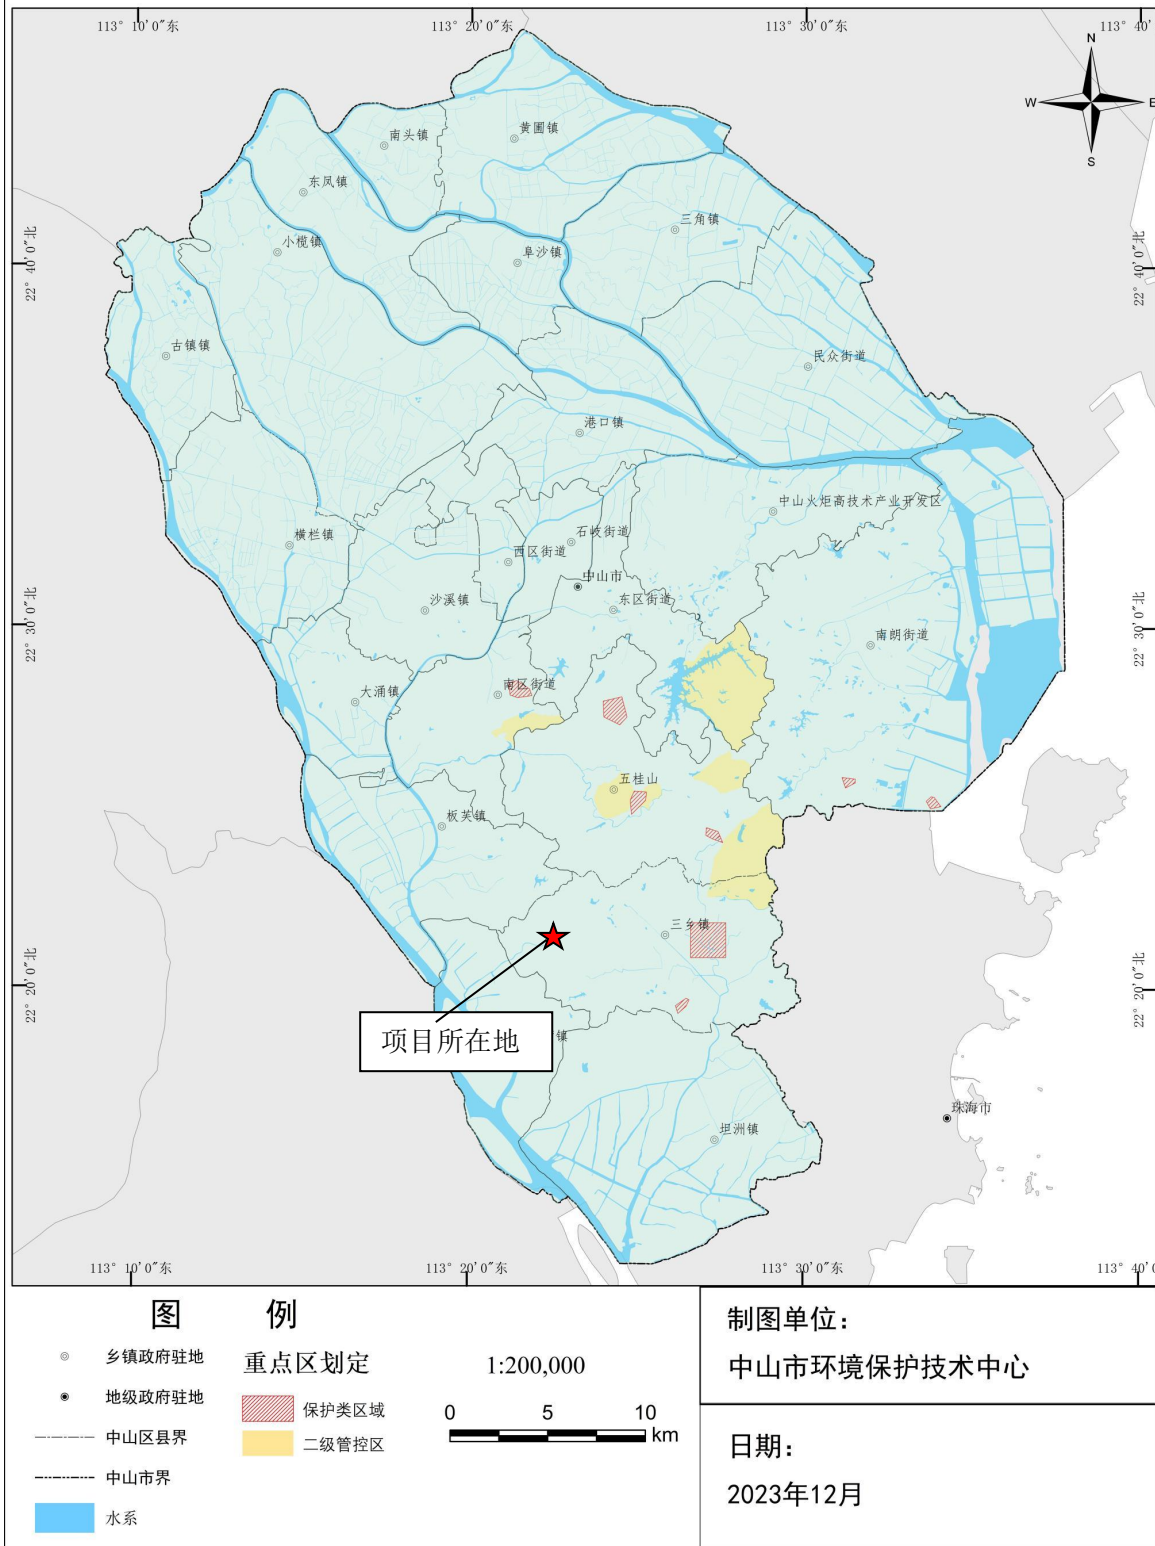 113° 10′0″东
113° 20′0″东
113° 30′0″东
113° 40′
N
W
E
S
22° 40′0″北
22° 40′0″北
22° 30′0″北
22° 30′0″北
22° 20′0″北
22° 20′0″北
南头镇
黄圃镇
东凤镇
三角镇
小榄镇
阜沙镇
古镇镇
民众街道
港口镇
中山火炬高技术产业开发区
横栏镇
石岐街道
西区街道
中山市
沙溪镇
东区街道
南朗街道
南区街道
大涌镇
五桂山
板芙镇
三乡镇
项目所在地
镇
珠海市
坦洲镇
113° 10′0″东
113° 20′0″东
113° 30′0″东
113° 40′0
图 例
乡镇政府驻地
地级政府驻地
中山区县界
中山市界
水系
重点区划定
保护类区域
二级管控区
1:200,000
0 5 10
km
制图单位：
中山市环境保护技术中心
日期：
2023年12月